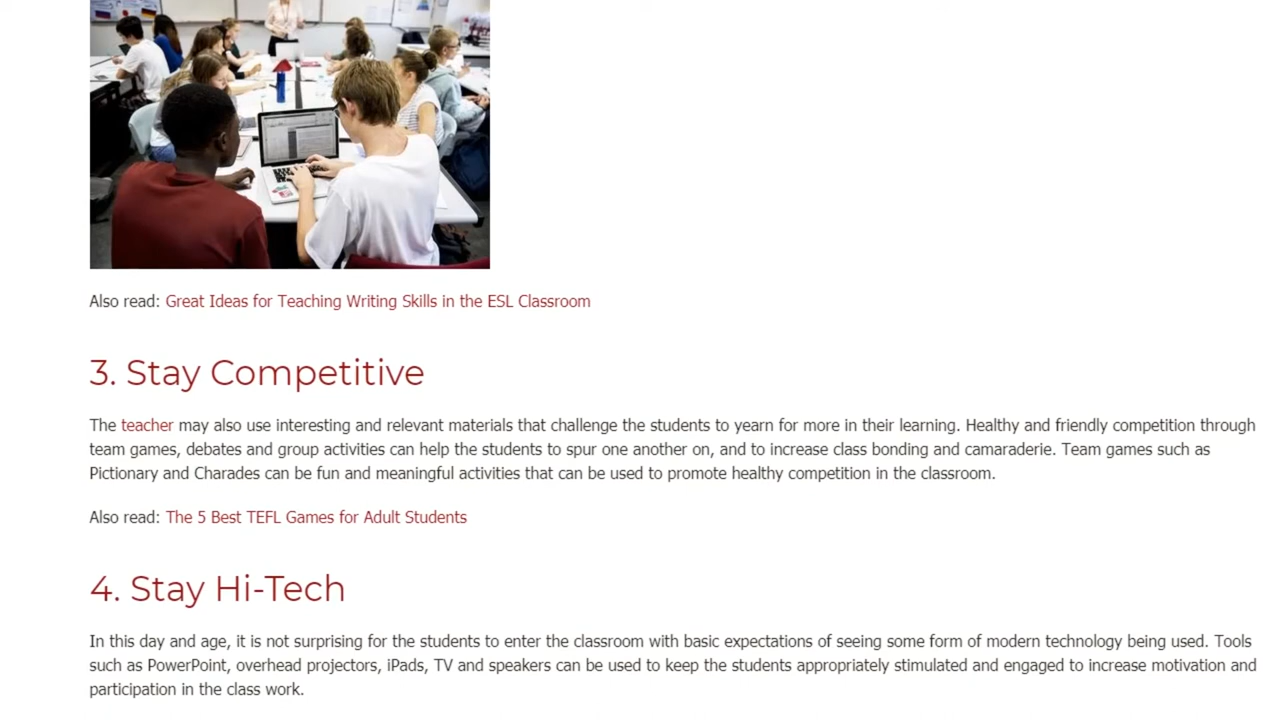 Also read: Great Ideas for Teaching Writing Skills in the ESL Classroom
3. Stay Competitive
The teacher may also use interesting and relevant materials that challenge the students to yearn for more in their learning. Healthy and friendly competition through
team games, debates and group activities can help the students to spur one another on, and to increase class bonding and camaraderie. Team games such as
Pictionary and Charades can be fun and meaningful activities that can be used to promote healthy competition in the classroom.
Also read: The 5 Best TEFL Games for Adult Students
4. Stay Hi-Tech
In this day and age, it is not surprising for the students to enter the classroom with basic expectations of seeing some form of modern technology being used. Tools
such as PowerPoint, overhead projectors, iPads, TV and speakers can be used to keep the students appropriately stimulated and engaged to increase motivation and
participation in the class work.